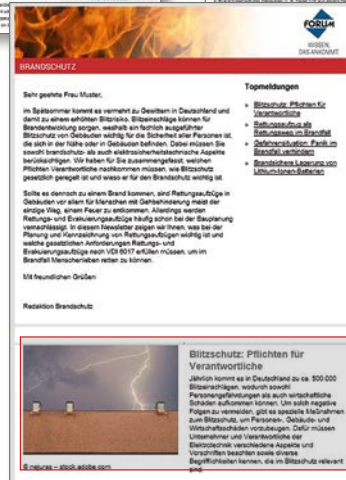 FORUM
WISSEN,
DAS ANKOMMT.
BRANDSCHUTZ
Sehr geehrte Frau Muster,
im Spätsommer kommt es vermehrt zu Gewittern in Deutschland und
damit zu einem erhöhten Blitzrisiko. Blitzeinschläge können für
Brandentwicklung sorgen, weshalb ein fachlich ausgeführter
Blitzschutz von Gebäuden wichtig für die Sicherheit aller Personen ist,
die sich in der Nähe oder in Gebäuden befinden. Dabei müssen Sie
sowohl brandschutz- als auch elektrosicherheitstechnische Aspekte
berücksichtigen. Wir haben für Sie zusammengefasst, welchen
Pflichten Verantwortliche nachkommen müssen, wie Blitzschutz
gesetzlich geregelt ist und wieso er für den Brandschutz wichtig ist.
Sollte es dennoch zu einem Brand kommen, sind Rettungsaufzüge in
Gebäuden vor allem für Menschen mit Gehbehinderung meist der
einzige Weg, einem Feuer zu entkommen. Allerdings werden
Rettungs- und Evakuierungsaufzüge häufig schon bei der Bauplanung
vernachlässigt. In diesem Newsletter zeigen wir Ihnen, was bei der
Planung und Kennzeichnung von Rettungsaufzügen wichtig ist und
welche gesetzlichen Anforderungen Rettungs- und
Evakuierungsaufzüge nach VDI 6017 erfüllen müssen, um im
Brandfall Menschenleben retten zu können.
Mit freundlichen Grüßen
Redaktion Brandschutz
Topmeldungen
» Blitzschutz: Pflichten für
Verantwortliche
» Rettungsaufzug als
Rettungsweg im Brandfall
» Gefahrensituation: Panik im
Brandfall verhindern
» Brandsichere Lagerung von
Lithium-Ionen-Batterien
Blitzschutz: Pflichten für
Verantwortliche
Jährlich kommt es in Deutschland zu ca. 500.000
Blitzeinschlägen, wodurch sowohl
Personengefährdungen als auch wirtschaftliche
Schäden aufkommen können. Um solch negative
Folgen zu vermeiden, gibt es spezielle Maßnahmen
zum Blitzschutz, um Personen-, Gebäude- und
Wirtschaftsschäden vorzubeugen. Dafür müssen
Unternehmer und Verantwortliche der
Elektrotechnik verschiedene Aspekte und
Vorschriften beachten sowie diverse
Begrifflichkeiten kennen, die im Blitzschutz relevant
sind.
© nejuras – stock.adobe.com